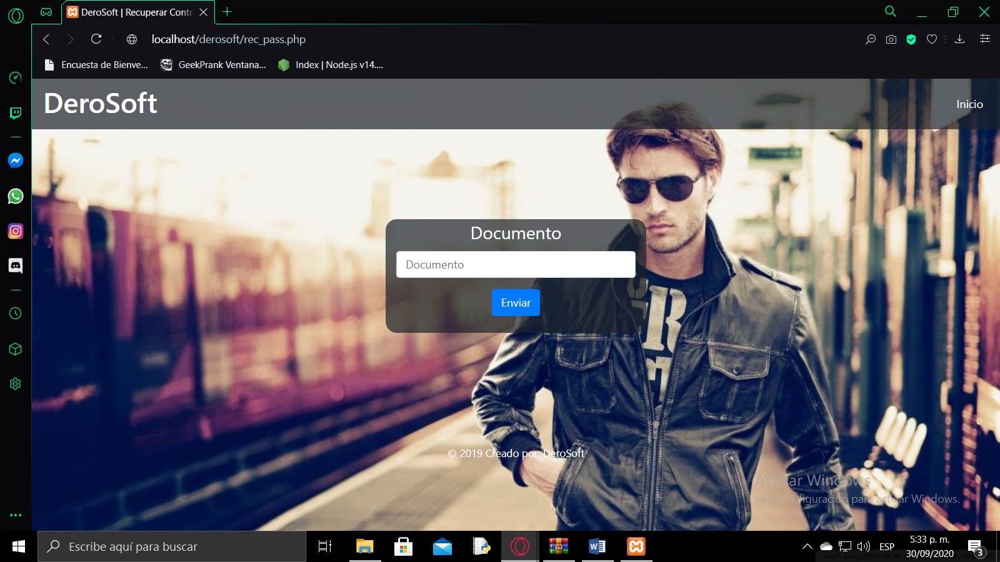 DeroSoft | Recuperar Contr
localhost/derosoft/rec_pass.php
Encuesta de Bienve...
GeekPrank Ventana...
Index | Node.js v14....
DeroSoft
Inicio
Documento
Documento
Enviar
© 2019 Creado por: DeroSoft
Activar Windows
Ve a Configuración para activar Windows.
Escribe aquí para buscar
ESP
5:33 p. m.
30/09/2020
3